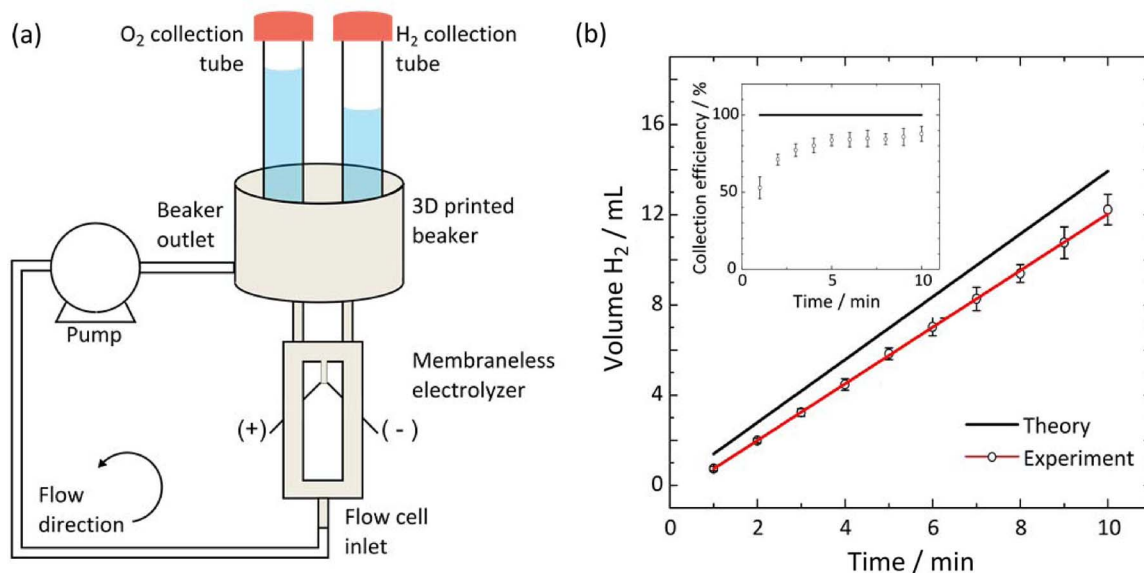 (a)
O₂ collection
tube
H₂ collection
tube
Beaker
outlet
3D printed
beaker
Pump
Membraneless
electrolyzer
(+)
(-)
Flow
direction
Flow cell
inlet
(b)
Volume H₂ / mL
16
12
8
4
0
0 2 4 6 8 10
Time / min
Collection efficiency / %
100
50
0
0 5 10
Time / min
Theory
Experiment